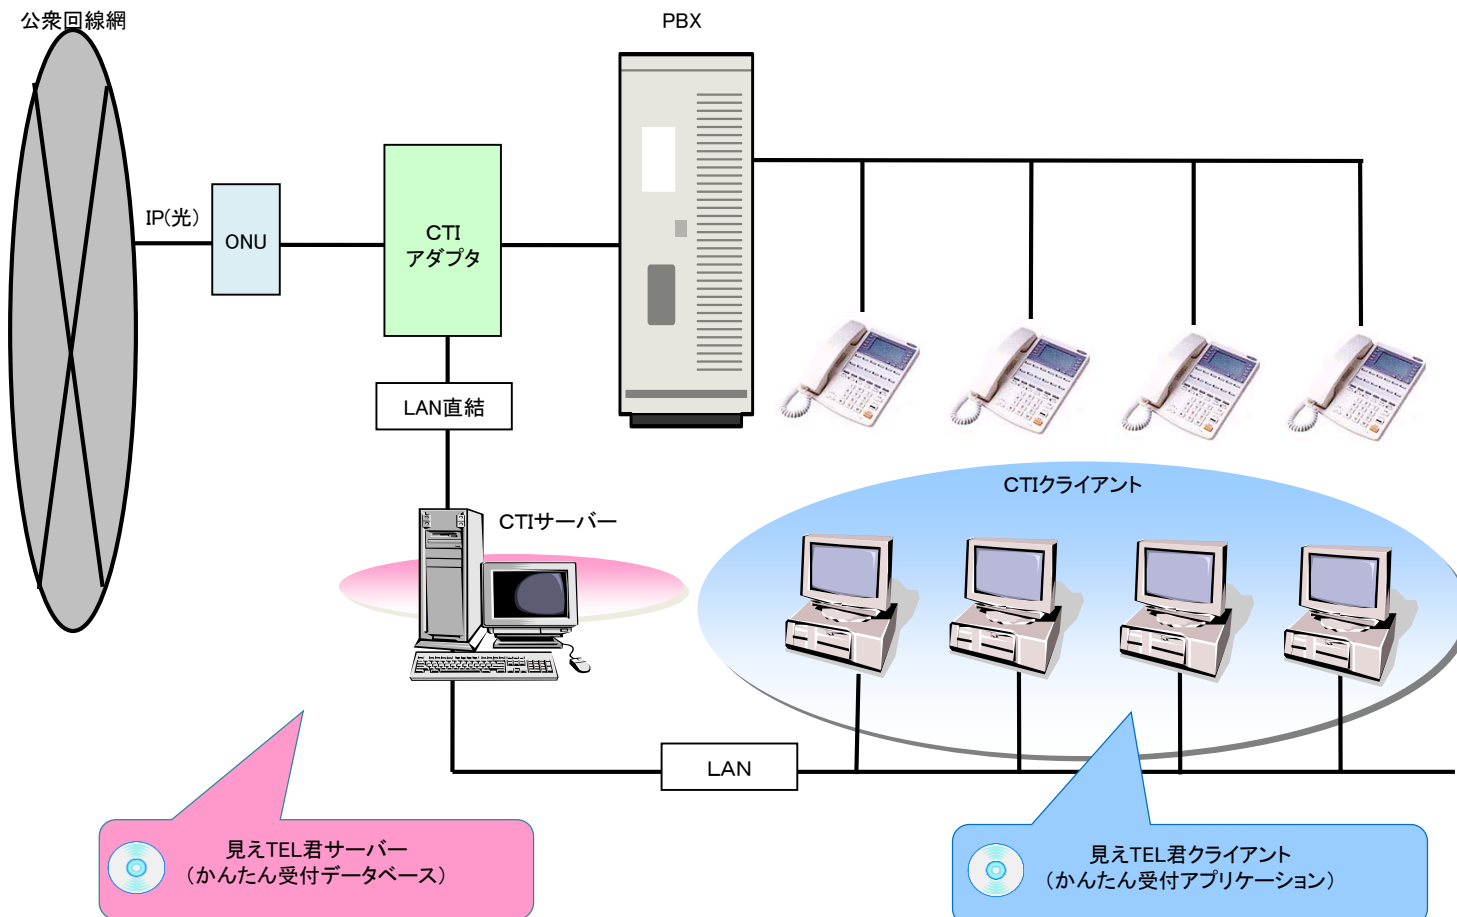 公衆回線網
PBX
IP(光)
ONU
CTI
アダプタ
LAN直結
CTIサーバー
CTIクライアント
LAN
見えTEL君サーバー
（かんたん受付データベース）
見えTEL君クライアント
（かんたん受付アプリケーション）